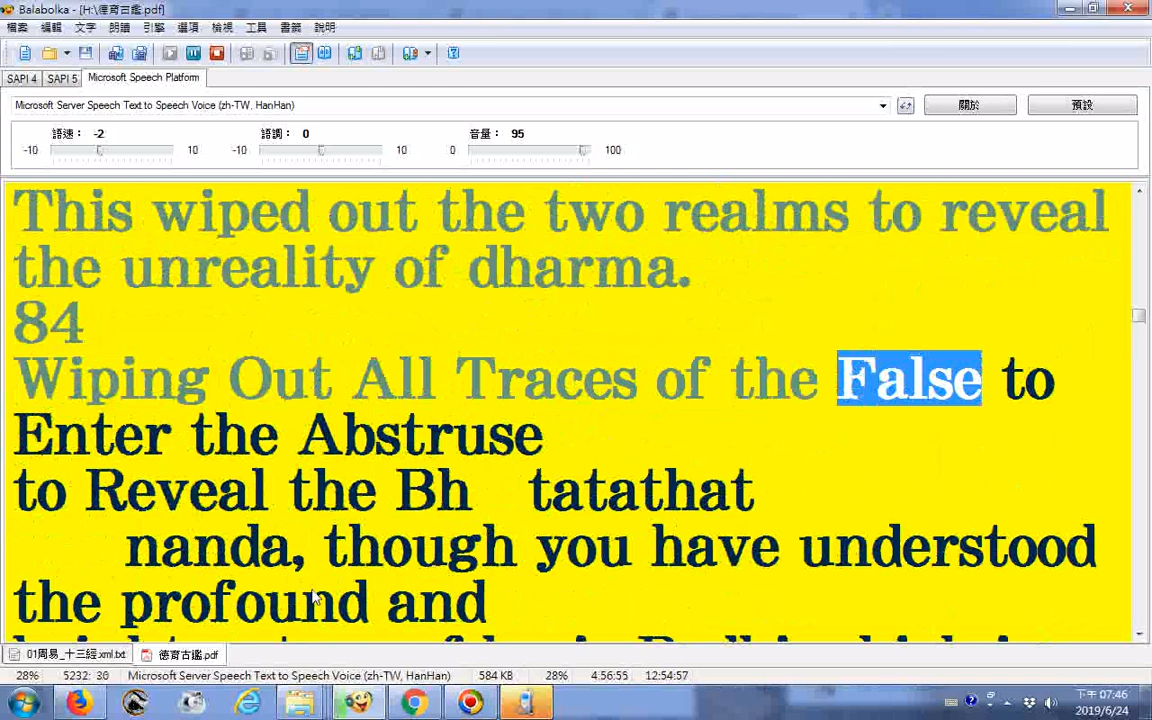 Balabolka - [H:\德育古鑑.pdf]
檔案 編輯 文字 朗讀 引擎 選項 檢視 工具 書籤 說明
SAPI 4 SAPI 5 Microsoft Speech Platform
Microsoft Server Speech Text to Speech Voice (zh-TW, HanHan) 關於 預設
語速： -2 語調： 0 音量： 95
-10 10 -10 10 0 100
This wiped out the two realms to reveal
the unreality of dharma.
84
Wiping Out All Traces of the False to
Enter the Abstruse
to Reveal the Bh tatathat
nanda, though you have understood
the profound and
01周易_十三經.xml.txt 德育古鑑.pdf
28% 5232: 30 Microsoft Server Speech Text to Speech Voice (zh-TW, HanHan) 584 KB 28% 4:56:55 12:54:57
下午 07:46
2019/6/24